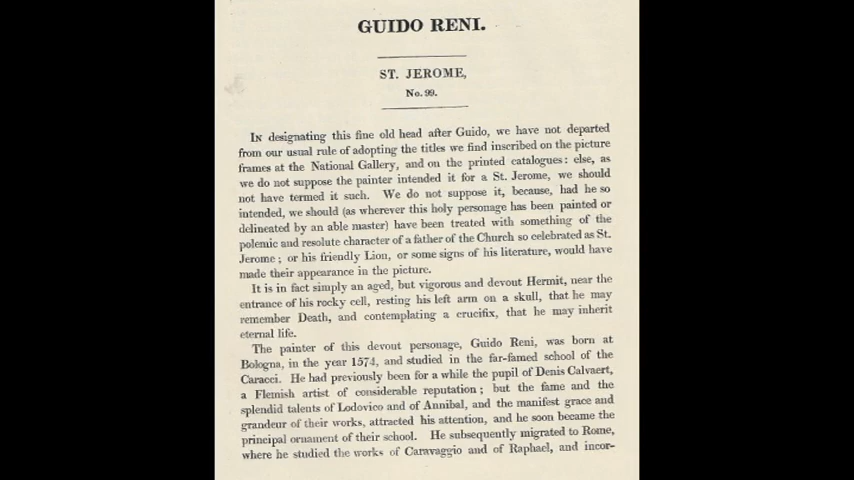 GUIDO RENI.
ST. JEROME,
No. 99.
In designating this fine old head after Guido, we have not departed
from our usual rule of adopting the titles we find inscribed on the picture
frames at the National Gallery, and on the printed catalogues: else, as
we do not suppose the painter intended it for a St. Jerome, we should
not have termed it such. We do not suppose it, because, had he so
intended, we should (as wherever this holy personage has been painted or
delineated by an able master) have been treated with something of the
polemic and resolute character of a father of the Church so celebrated as St.
Jerome; or his friendly Lion, or some signs of his literature, would have
made their appearance in the picture.
It is in fact simply an aged, but vigorous and devout Hermit, near the
entrance of his rocky cell, resting his left arm on a skull, that he may
remember Death, and contemplating a crucifix, that he may inherit
eternal life.
The painter of this devout personage, Guido Reni, was born at
Bologna, in the year 1574, and studied in the far-famed school of the
Caracci. He had previously been for a while the pupil of Denis Calvaert,
a Flemish artist of considerable reputation; but the fame and the
splendid talents of Lodovico and of Annibal, and the manifest grace and
grandeur of their works, attracted his attention, and he soon became the
principal ornament of their school. He subsequently migrated to Rome,
where he studied the works of Caravaggio and of Raphael, and incor-